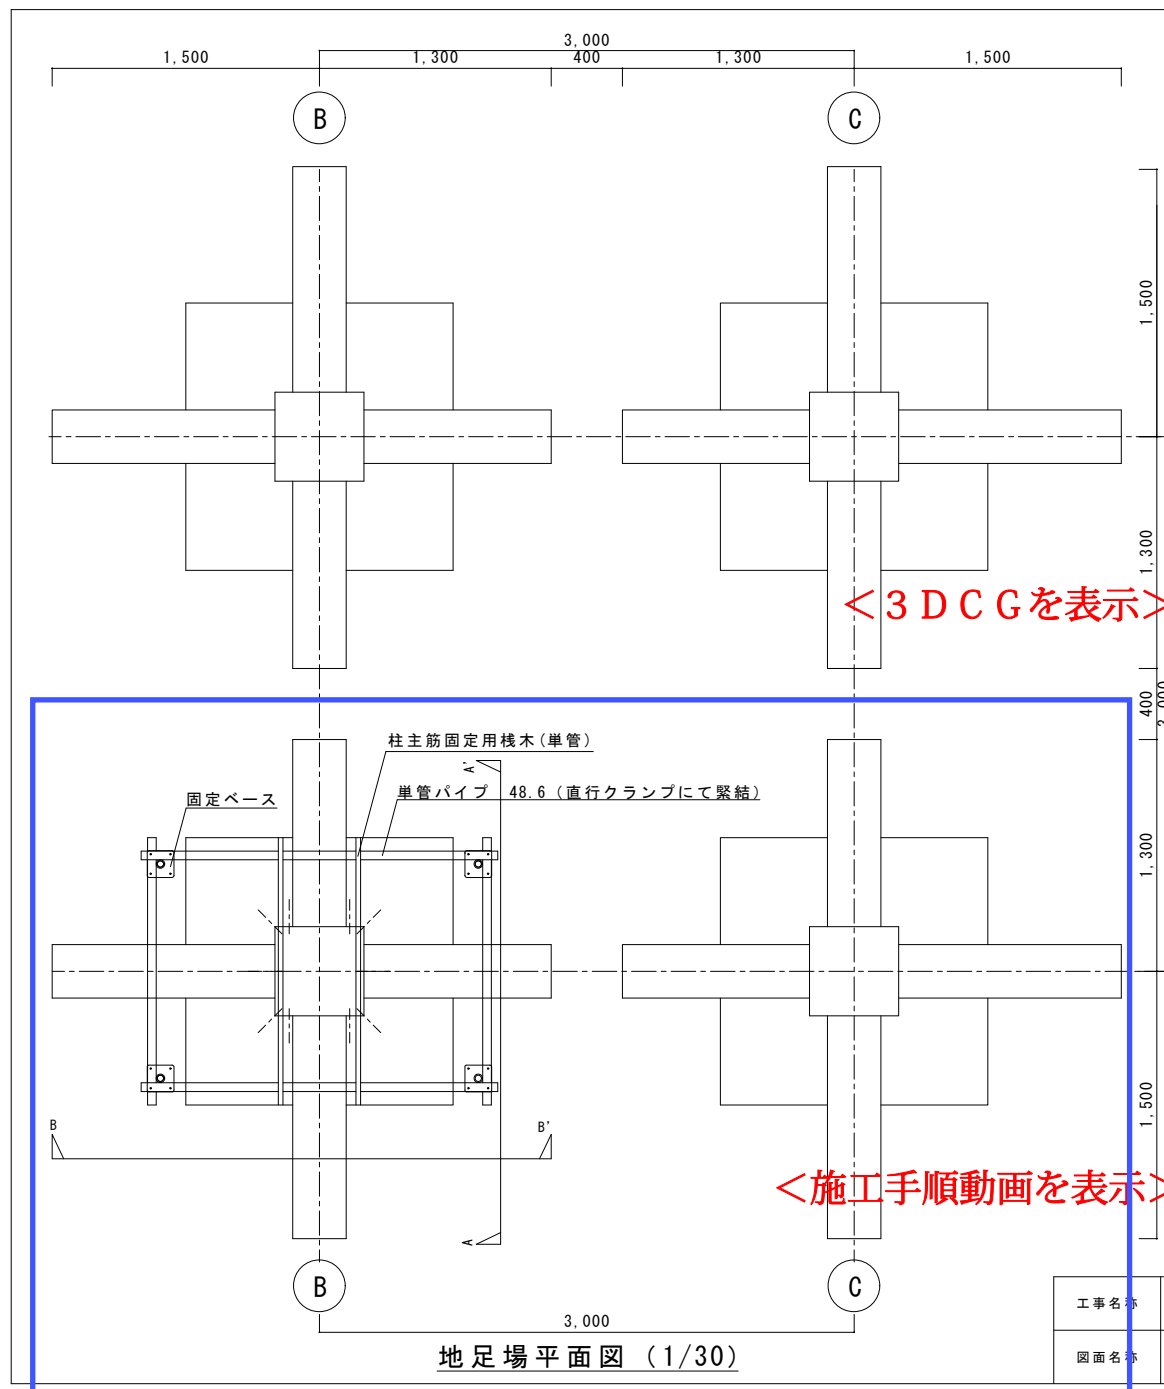 3,000
1,500
1,300
400
1,300
1,500
B
C
1,500
1,300
<3DCGを表示>
400
3,000
柱主筋固定用桟木(単管)
A'
単管パイプ 48.6 (直行クランプにて緊結)
固定ベース
1,300
B
B'
1,500
<施工手順動画を表示>
A
B
C
工事名称
3,000
地足場平面図 (1/30)
図面名称